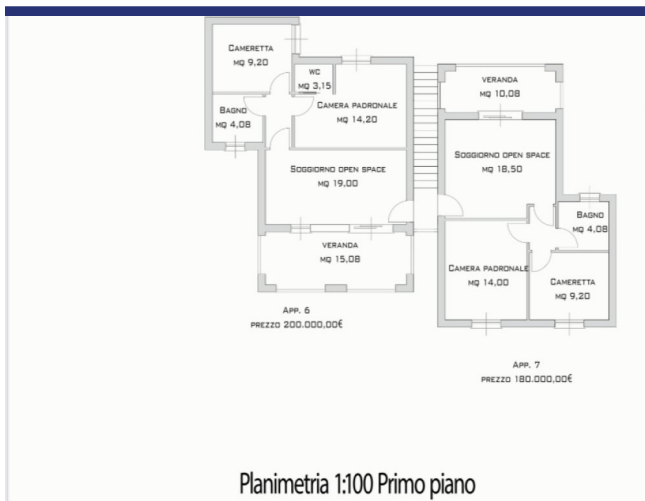 CAMERETTA
MQ 9,20
WC
MQ 3,15
BAGNO
MQ 4,08
CAMERA PADRONALE
MQ 14,20
SOGGIORNO OPEN SPACE
MQ 19,00
VERANDA
MQ 15,08
APP. 6
PREZZO 200.000,00€
VERANDA
MQ 10,08
SOGGIORNO OPEN SPACE
MQ 18,50
BAGNO
MQ 4,08
CAMERA PADRONALE
MQ 14,00
CAMERETTA
MQ 9,20
APP. 7
PREZZO 180.000,00€
Planimetria 1:100 Primo piano